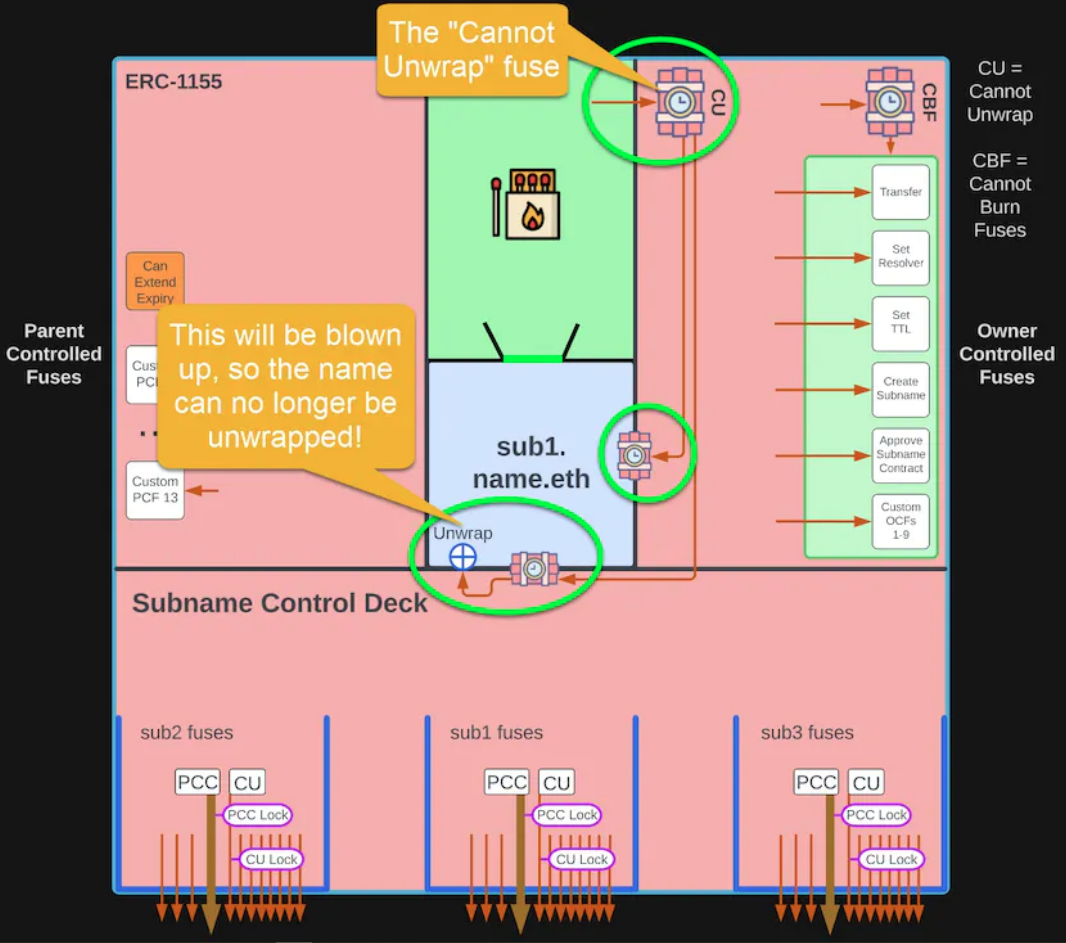 The "Cannot
Unwrap" fuse
ERC-1155
CU
CBF
CU =
Cannot
Unwrap
CBF =
Cannot
Burn
Fuses
Transfer
Set
Resolver
Set
TTL
Create
Subname
Approve
Subname
Contract
Custom
OCFs
1-9
Owner
Controlled
Fuses
Parent
Controlled
Fuses
Can
Extend
Expiry
This will be blown
up, so the name
can no longer be
unwrapped!
..
Custom
PCF 13
sub1.
name.eth
Unwrap
Subname Control Deck
sub2 fuses
PCC
CU
PCC Lock
CU Lock
sub1 fuses
PCC
CU
PCC Lock
CU Lock
sub3 fuses
PCC
CU
PCC Lock
CU Lock